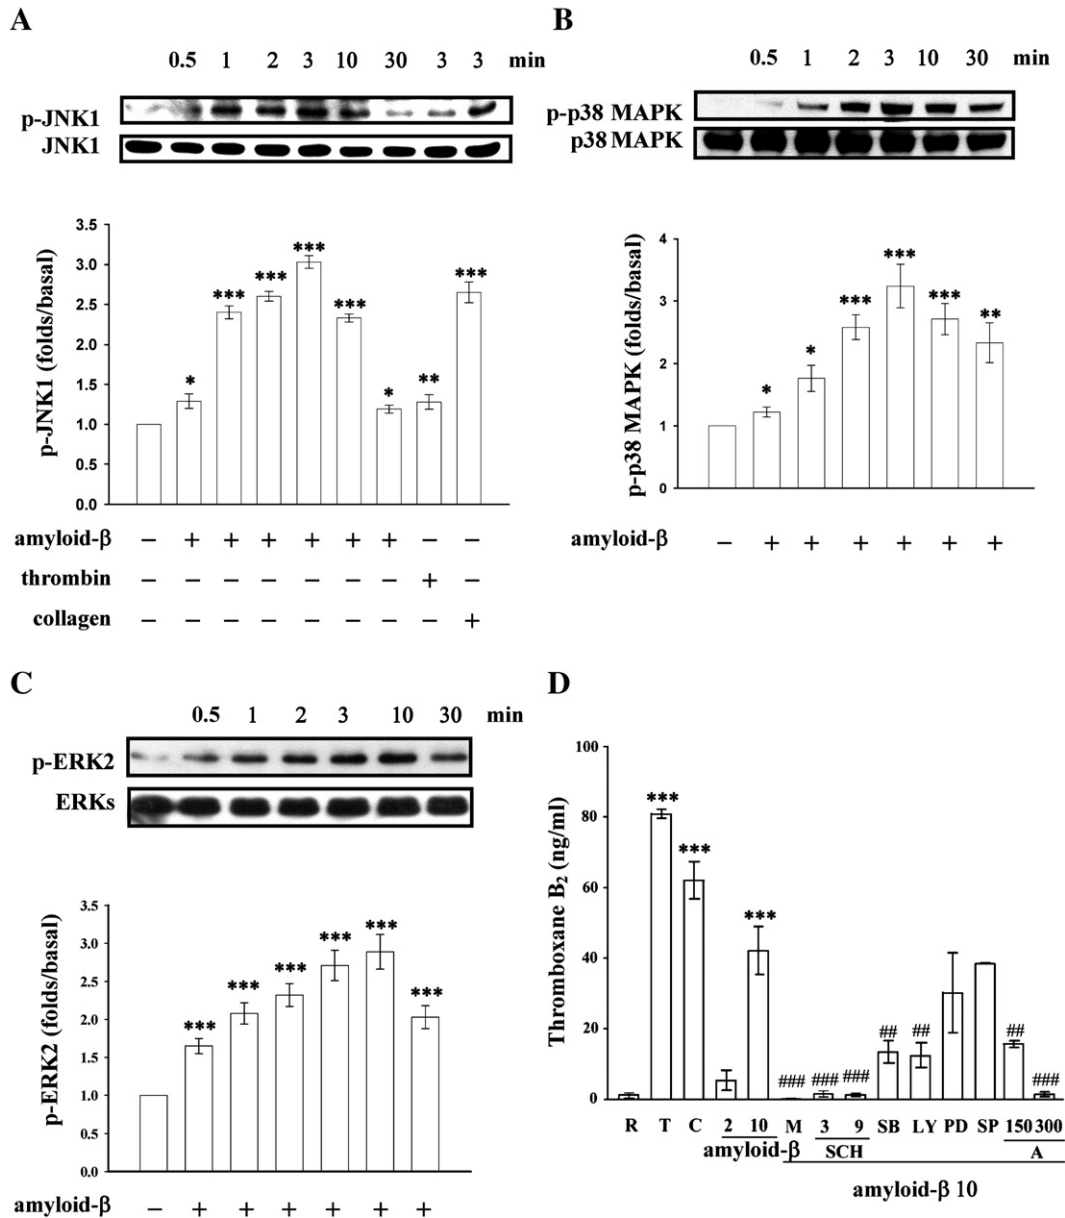 A
0.5 1 2 3 10 30 3 3 min
p-JNK1
JNK1
p-JNK1 (folds/basal)
3.5
3.0
2.5
2.0
1.5
1.0
0.5
0.0
* *** *** *** *** * ** ***
amyloid-β − + + + + + + − −
thrombin − − − − − − − + −
collagen − − − − − − − − +
B
0.5 1 2 3 10 30 min
p-p38 MAPK
p38 MAPK
p-p38 MAPK (folds/basal)
4
3
2
1
0
* * *** *** *** **
amyloid-β − + + + + + +
C
0.5 1 2 3 10 30 min
p-ERK2
ERKs
p-ERK2 (folds/basal)
3.5
3.0
2.5
2.0
1.5
1.0
0.5
0.0
*** *** *** *** *** ***
amyloid-β − + + + + + +
D
Thromboxane B₂ (ng/ml)
100
80
60
40
20
0
*** *** *** ### ### ### ## ## ## ###
R T C 2 10 M 3 9 SB LY PD SP 150 300
amyloid-β SCH A
amyloid-β 10